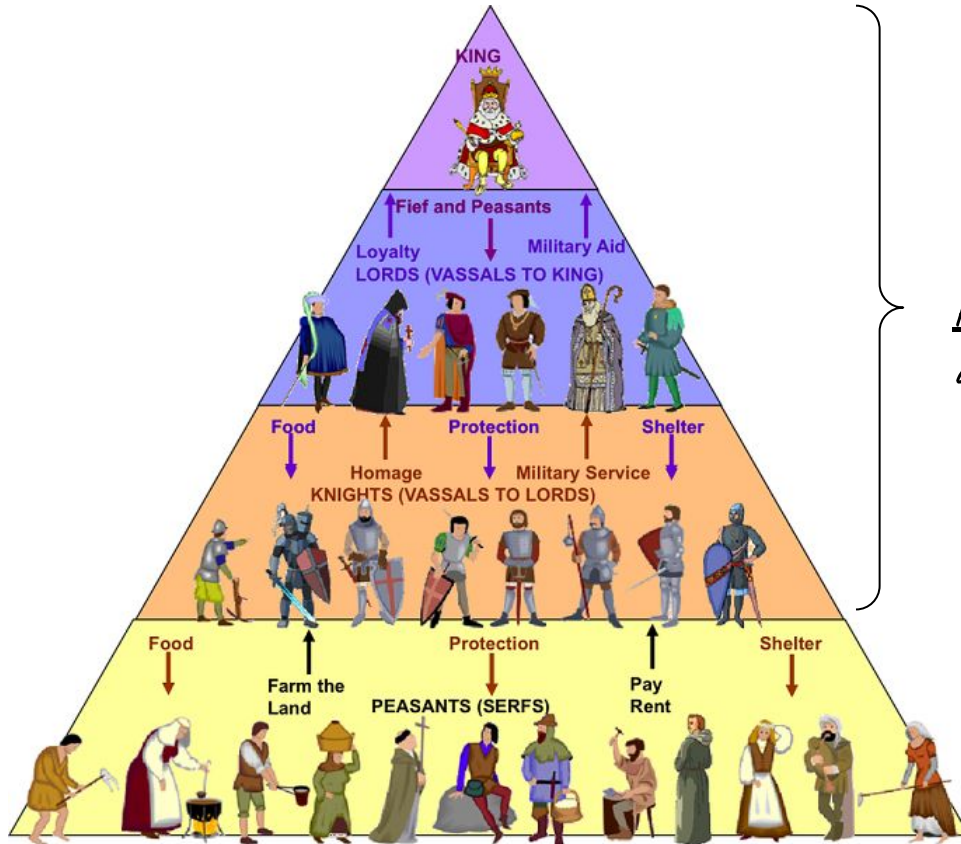 KING
Fief and Peasants
Loyalty
Military Aid
LORDS (VASSALS TO KING)
Food
Protection
Shelter
Homage
Military Service
KNIGHTS (VASSALS TO LORDS)
Food
Protection
Shelter
Farm the
Land
Pay
Rent
PEASANTS (SERFS)